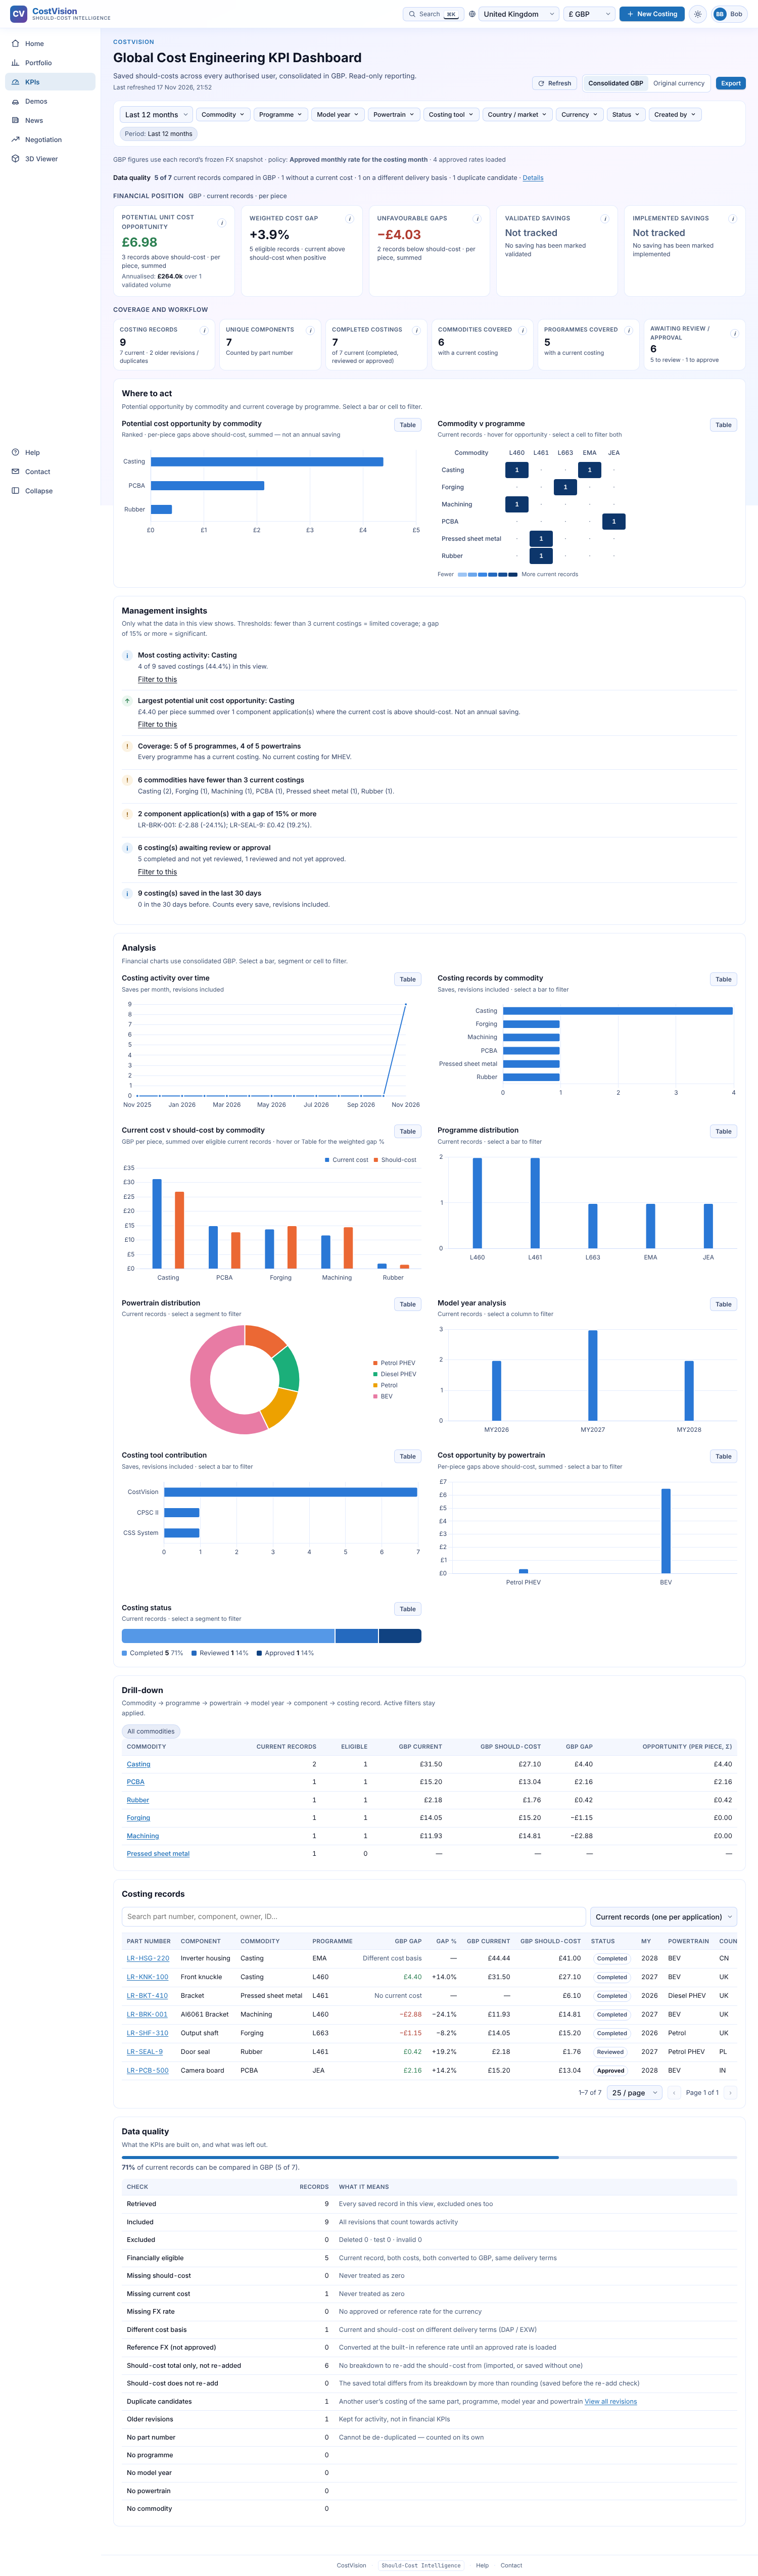 CV CostVision
SHOULD-COST INTELLIGENCE
Search ⌘K
United Kingdom
£ GBP
+ New Costing
BB Bob
Home
Portfolio
KPIs
Demos
News
Negotiation
3D Viewer
Help
Contact
Collapse
COSTVISION
Global Cost Engineering KPI Dashboard
Saved should-costs across every authorised user, consolidated in GBP. Read-only reporting.
Last refreshed 17 Nov 2026, 21:52
Refresh Consolidated GBP Original currency Export
Last 12 months Commodity Programme Model year Powertrain Costing tool Country / market Currency Status Created by
Period: Last 12 months
GBP figures use each record's frozen FX snapshot · policy: Approved monthly rate for the costing month · 4 approved rates loaded
Data quality 5 of 7 current records compared in GBP · 1 without a current cost · 1 on a different delivery basis · 1 duplicate candidate · Details
FINANCIAL POSITION GBP · current records · per piece
POTENTIAL UNIT COST OPPORTUNITY i
£6.98
3 records above should-cost · per piece, summed
Annualised: £264.0k over 1 validated volume
WEIGHTED COST GAP i
+3.9%
5 eligible records · current above should-cost when positive
UNFAVOURABLE GAPS i
−£4.03
2 records below should-cost · per piece, summed
VALIDATED SAVINGS i
Not tracked
No saving has been marked validated
IMPLEMENTED SAVINGS i
Not tracked
No saving has been marked implemented
COVERAGE AND WORKFLOW
COSTING RECORDS i
9
7 current · 2 older revisions / duplicates
UNIQUE COMPONENTS i
7
Counted by part number
COMPLETED COSTINGS i
7
of 7 current (completed, reviewed or approved)
COMMODITIES COVERED i
6
with a current costing
PROGRAMMES COVERED i
5
with a current costing
AWAITING REVIEW / APPROVAL i
6
5 to review · 1 to approve
Where to act
Potential opportunity by commodity and current coverage by programme. Select a bar or cell to filter.
Potential cost opportunity by commodity Table
Ranked · per-piece gaps above should-cost, summed — not an annual saving
Casting
PCBA
Rubber
£0 £1 £2 £3 £4 £5
Commodity v programme Table
Current records · hover for opportunity · select a cell to filter both
Commodity L460 L461 L663 EMA JEA
Casting 1 · · 1 ·
Forging · · 1 · ·
Machining 1 · · · ·
PCBA · · · · 1
Pressed sheet metal · 1 · · ·
Rubber · 1 · · ·
Fewer More current records
Management insights
Only what the data in this view shows. Thresholds: fewer than 3 current costings = limited coverage; a gap
of 15% or more = significant.
i Most costing activity: Casting
4 of 9 saved costings (44.4%) in this view.
Filter to this
Largest potential unit cost opportunity: Casting
£4.40 per piece summed over 1 component application(s) where the current cost is above should-cost. Not an annual saving.
Filter to this
! Coverage: 5 of 5 programmes, 4 of 5 powertrains
Every programme has a current costing. No current costing for MHEV.
! 6 commodities have fewer than 3 current costings
Casting (2), Forging (1), Machining (1), PCBA (1), Pressed sheet metal (1), Rubber (1).
! 2 component application(s) with a gap of 15% or more
LR-BRK-001: £-2.88 (-24.1%); LR-SEAL-9: £0.42 (19.2%).
i 6 costing(s) awaiting review or approval
5 completed and not yet reviewed, 1 reviewed and not yet approved.
Filter to this
i 9 costing(s) saved in the last 30 days
0 in the 30 days before. Counts every save, revisions included.
Analysis
Financial charts use consolidated GBP. Select a bar, segment or cell to filter.
Costing activity over time Table
Saves per month, revisions included
9
8
7
6
5
4
3
2
1
0
Nov 2025 Jan 2026 Mar 2026 May 2026 Jul 2026 Sep 2026 Nov 2026
Costing records by commodity Table
Saves, revisions included · select a bar to filter
Casting
Forging
Machining
PCBA
Pressed sheet metal
Rubber
0 1 2 3 4
Current cost v should-cost by commodity Table
GBP per piece, summed over eligible current records · hover or Table for the weighted gap %
Current cost Should-cost
£35
£30
£25
£20
£15
£10
£5
£0
Casting PCBA Forging Machining Rubber
Programme distribution Table
Current records · select a bar to filter
2
1
0
L460 L461 L663 EMA JEA
Powertrain distribution Table
Current records · select a segment to filter
Petrol PHEV
Diesel PHEV
Petrol
BEV
Model year analysis Table
Current records · select a column to filter
3
2
1
0
MY2026 MY2027 MY2028
Costing tool contribution Table
Saves, revisions included · select a bar to filter
CostVision
CPSC II
CSS System
0 1 2 3 4 5 6 7
Cost opportunity by powertrain Table
Per-piece gaps above should-cost, summed · select a bar to filter
£7
£6
£5
£4
£3
£2
£1
£0
Petrol PHEV BEV
Costing status Table
Current records · select a segment to filter
Completed 5 71% Reviewed 1 14% Approved 1 14%
Drill-down
Commodity → programme → powertrain → model year → component → costing record. Active filters stay
applied.
All commodities
COMMODITY CURRENT RECORDS ELIGIBLE GBP CURRENT GBP SHOULD-COST GBP GAP OPPORTUNITY (PER PIECE, Σ)
Casting 2 1 £31.50 £27.10 £4.40 £4.40
PCBA 1 1 £15.20 £13.04 £2.16 £2.16
Rubber 1 1 £2.18 £1.76 £0.42 £0.42
Forging 1 1 £14.05 £15.20 −£1.15 £0.00
Machining 1 1 £11.93 £14.81 −£2.88 £0.00
Pressed sheet metal 1 0 — — — —
Costing records
Search part number, component, owner, ID... Current records (one per application)
PART NUMBER COMPONENT COMMODITY PROGRAMME GBP GAP GAP % GBP CURRENT GBP SHOULD-COST STATUS MY POWERTRAIN COUN
LR-HSG-220 Inverter housing Casting EMA Different cost basis — £44.44 £41.00 Completed 2028 BEV CN
LR-KNK-100 Front knuckle Casting L460 £4.40 +14.0% £31.50 £27.10 Completed 2027 BEV UK
LR-BKT-410 Bracket Pressed sheet metal L461 No current cost — — £6.10 Completed 2026 Diesel PHEV UK
LR-BRK-001 Al6061 Bracket Machining L460 −£2.88 −24.1% £11.93 £14.81 Completed 2027 BEV UK
LR-SHF-310 Output shaft Forging L663 −£1.15 −8.2% £14.05 £15.20 Completed 2026 Petrol UK
LR-SEAL-9 Door seal Rubber L461 £0.42 +19.2% £2.18 £1.76 Reviewed 2027 Petrol PHEV PL
LR-PCB-500 Camera board PCBA JEA £2.16 +14.2% £15.20 £13.04 Approved 2028 BEV IN
1–7 of 7 25 / page ‹ Page 1 of 1 ›
Data quality
What the KPIs are built on, and what was left out.
71% of current records can be compared in GBP (5 of 7).
CHECK RECORDS WHAT IT MEANS
Retrieved 9 Every saved record in this view, excluded ones too
Included 9 All revisions that count towards activity
Excluded 0 Deleted 0 · test 0 · invalid 0
Financially eligible 5 Current record, both costs, both converted to GBP, same delivery terms
Missing should-cost 0 Never treated as zero
Missing current cost 1 Never treated as zero
Missing FX rate 0 No approved or reference rate for the currency
Different cost basis 1 Current and should-cost on different delivery terms (DAP / EXW)
Reference FX (not approved) 0 Converted at the built-in reference rate until an approved rate is loaded
Should-cost total only, not re-added 6 No breakdown to re-add the should-cost from (imported, or saved without one)
Should-cost does not re-add 0 The saved total differs from its breakdown by more than rounding (saved before the re-add check)
Duplicate candidates 1 Another user's costing of the same part, programme, model year and powertrain View all revisions
Older revisions 1 Kept for activity, not in financial KPIs
No part number 0 Cannot be de-duplicated — counted on its own
No programme 0
No model year 0
No powertrain 0
No commodity 0
CostVision Should-Cost Intelligence Help Contact